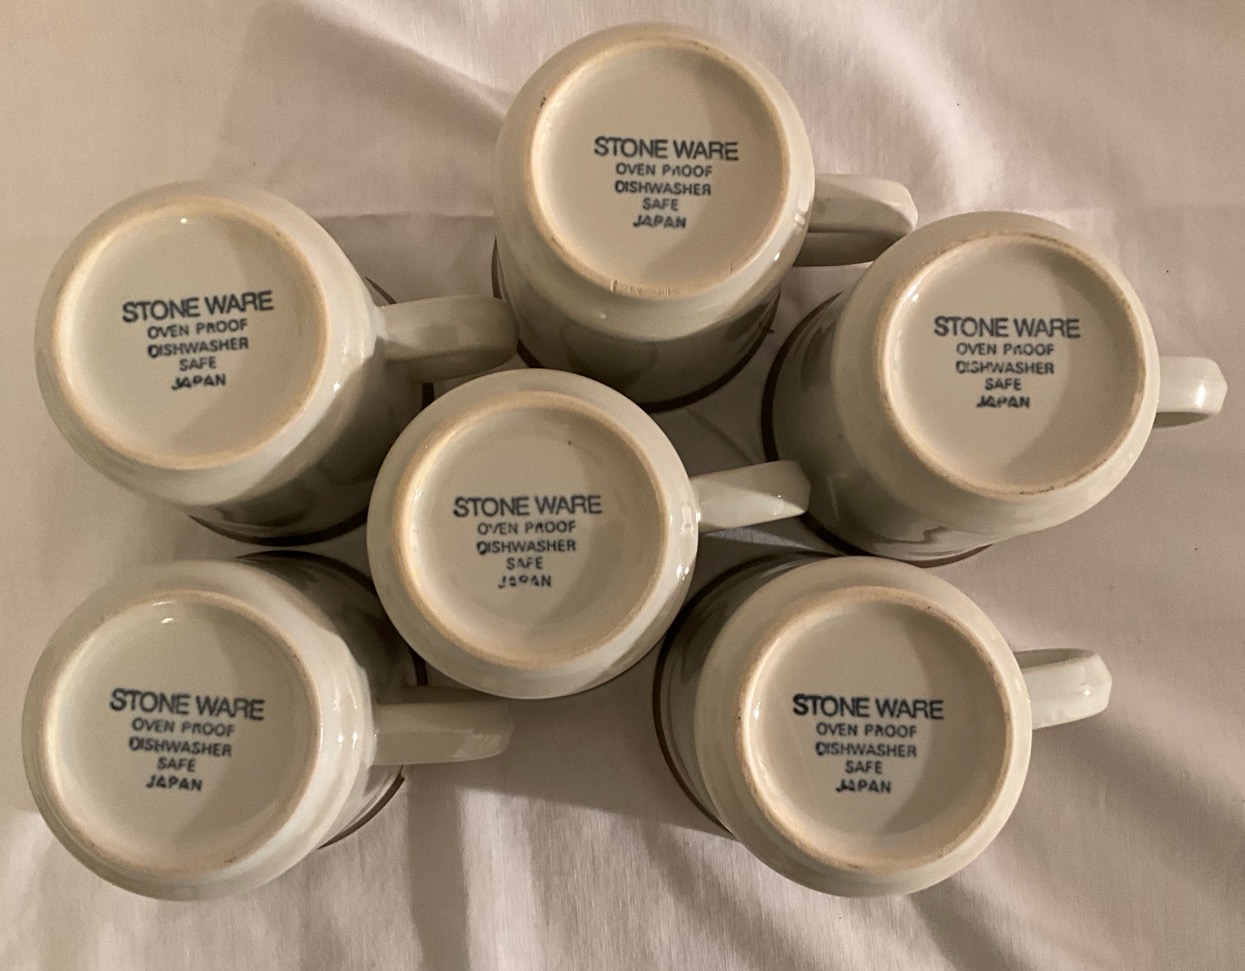 STONE WARE
OVEN PROOF
DISHWASHER
SAFE
JAPAN
STONE WARE
OVEN PROOF
DISHWASHER
SAFE
JAPAN
STONE WARE
OVEN PROOF
DISHWASHER
SAFE
JAPAN
STONE WARE
OVEN PROOF
DISHWASHER
SAFE
JAPAN
STONE WARE
OVEN PROOF
DISHWASHER
SAFE
JAPAN
STONE WARE
OVEN PROOF
DISHWASHER
SAFE
JAPAN